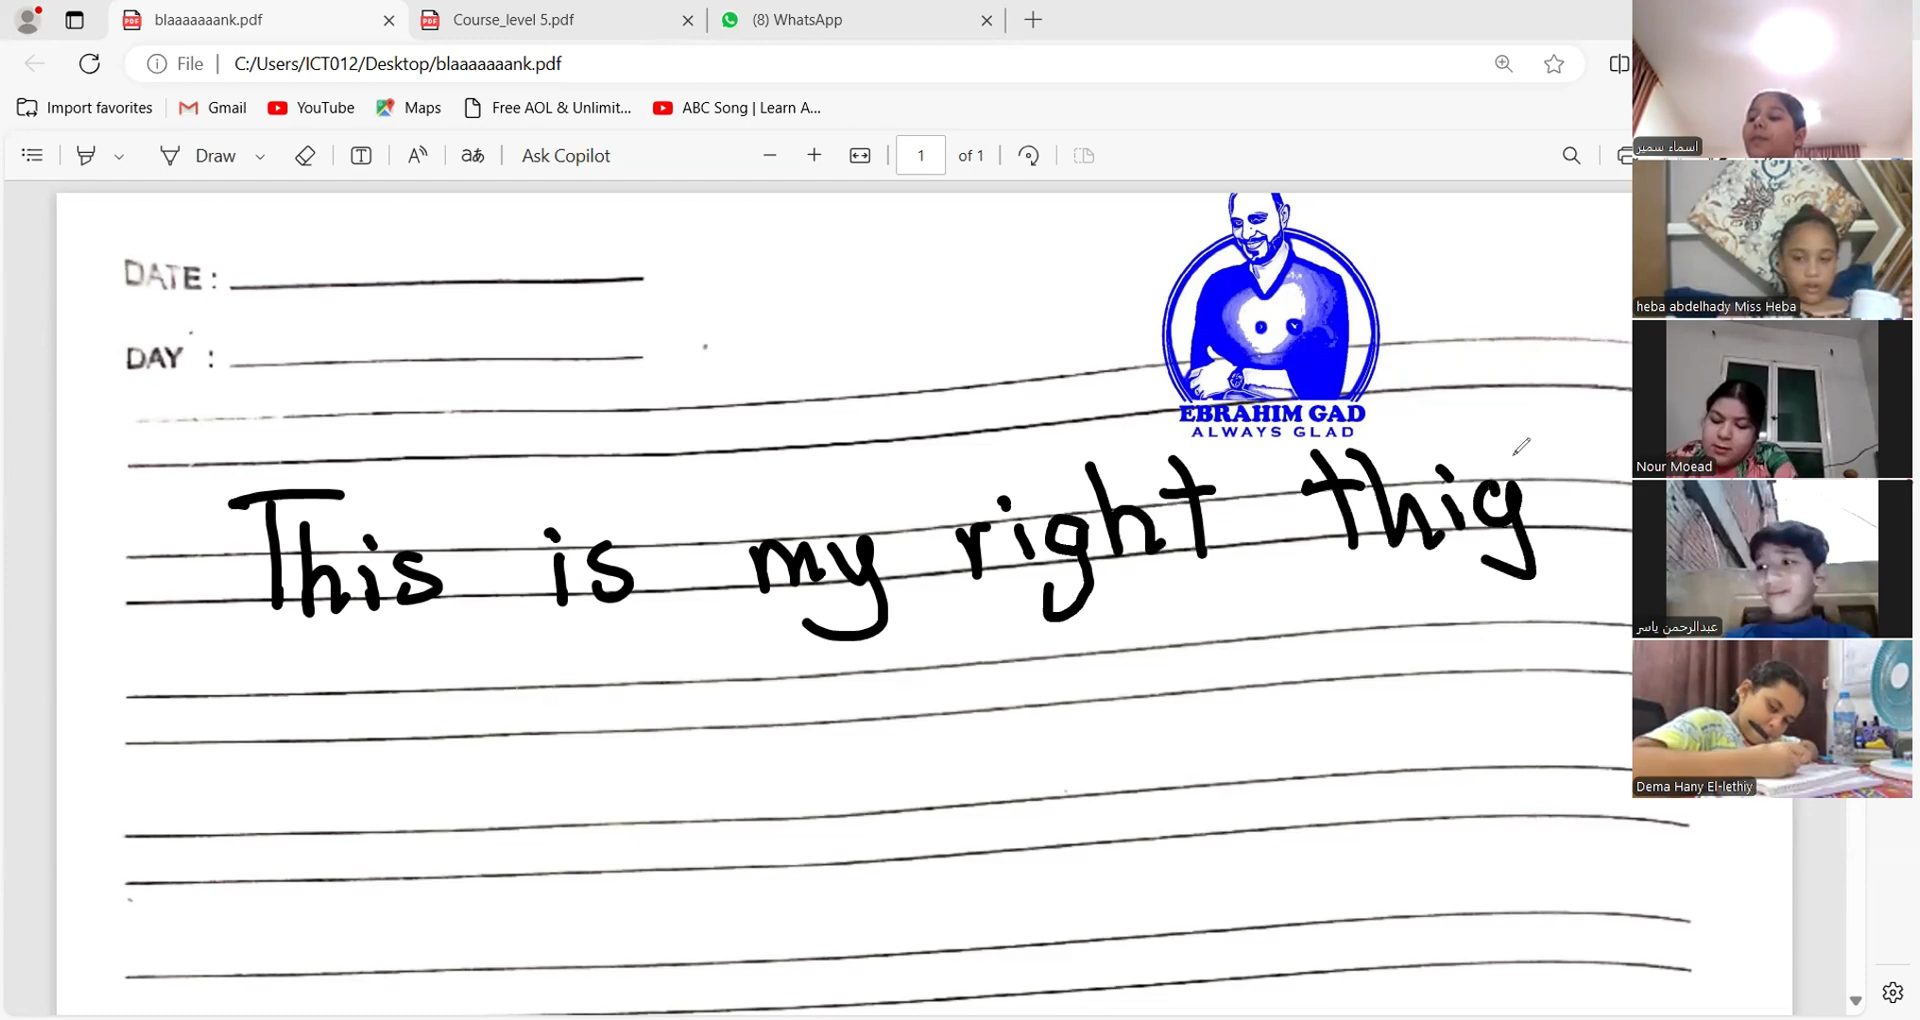 blaaaaaaank.pdf
Course_level 5.pdf
(8) WhatsApp
File
C:/Users/ICT012/Desktop/blaaaaaaank.pdf
Import favorites
Gmail
YouTube
Maps
Free AOL & Unlimit...
ABC Song | Learn A...
Draw
aあ
Ask Copilot
1
of 1
DATE :
DAY :
EBRAHIM GAD
ALWAYS GLAD
This is my right thig
اسماء سمير
heba abdelhady Miss Heba
Nour Moead
عبدالرحمن ياسر
Dema Hany El-lethiy